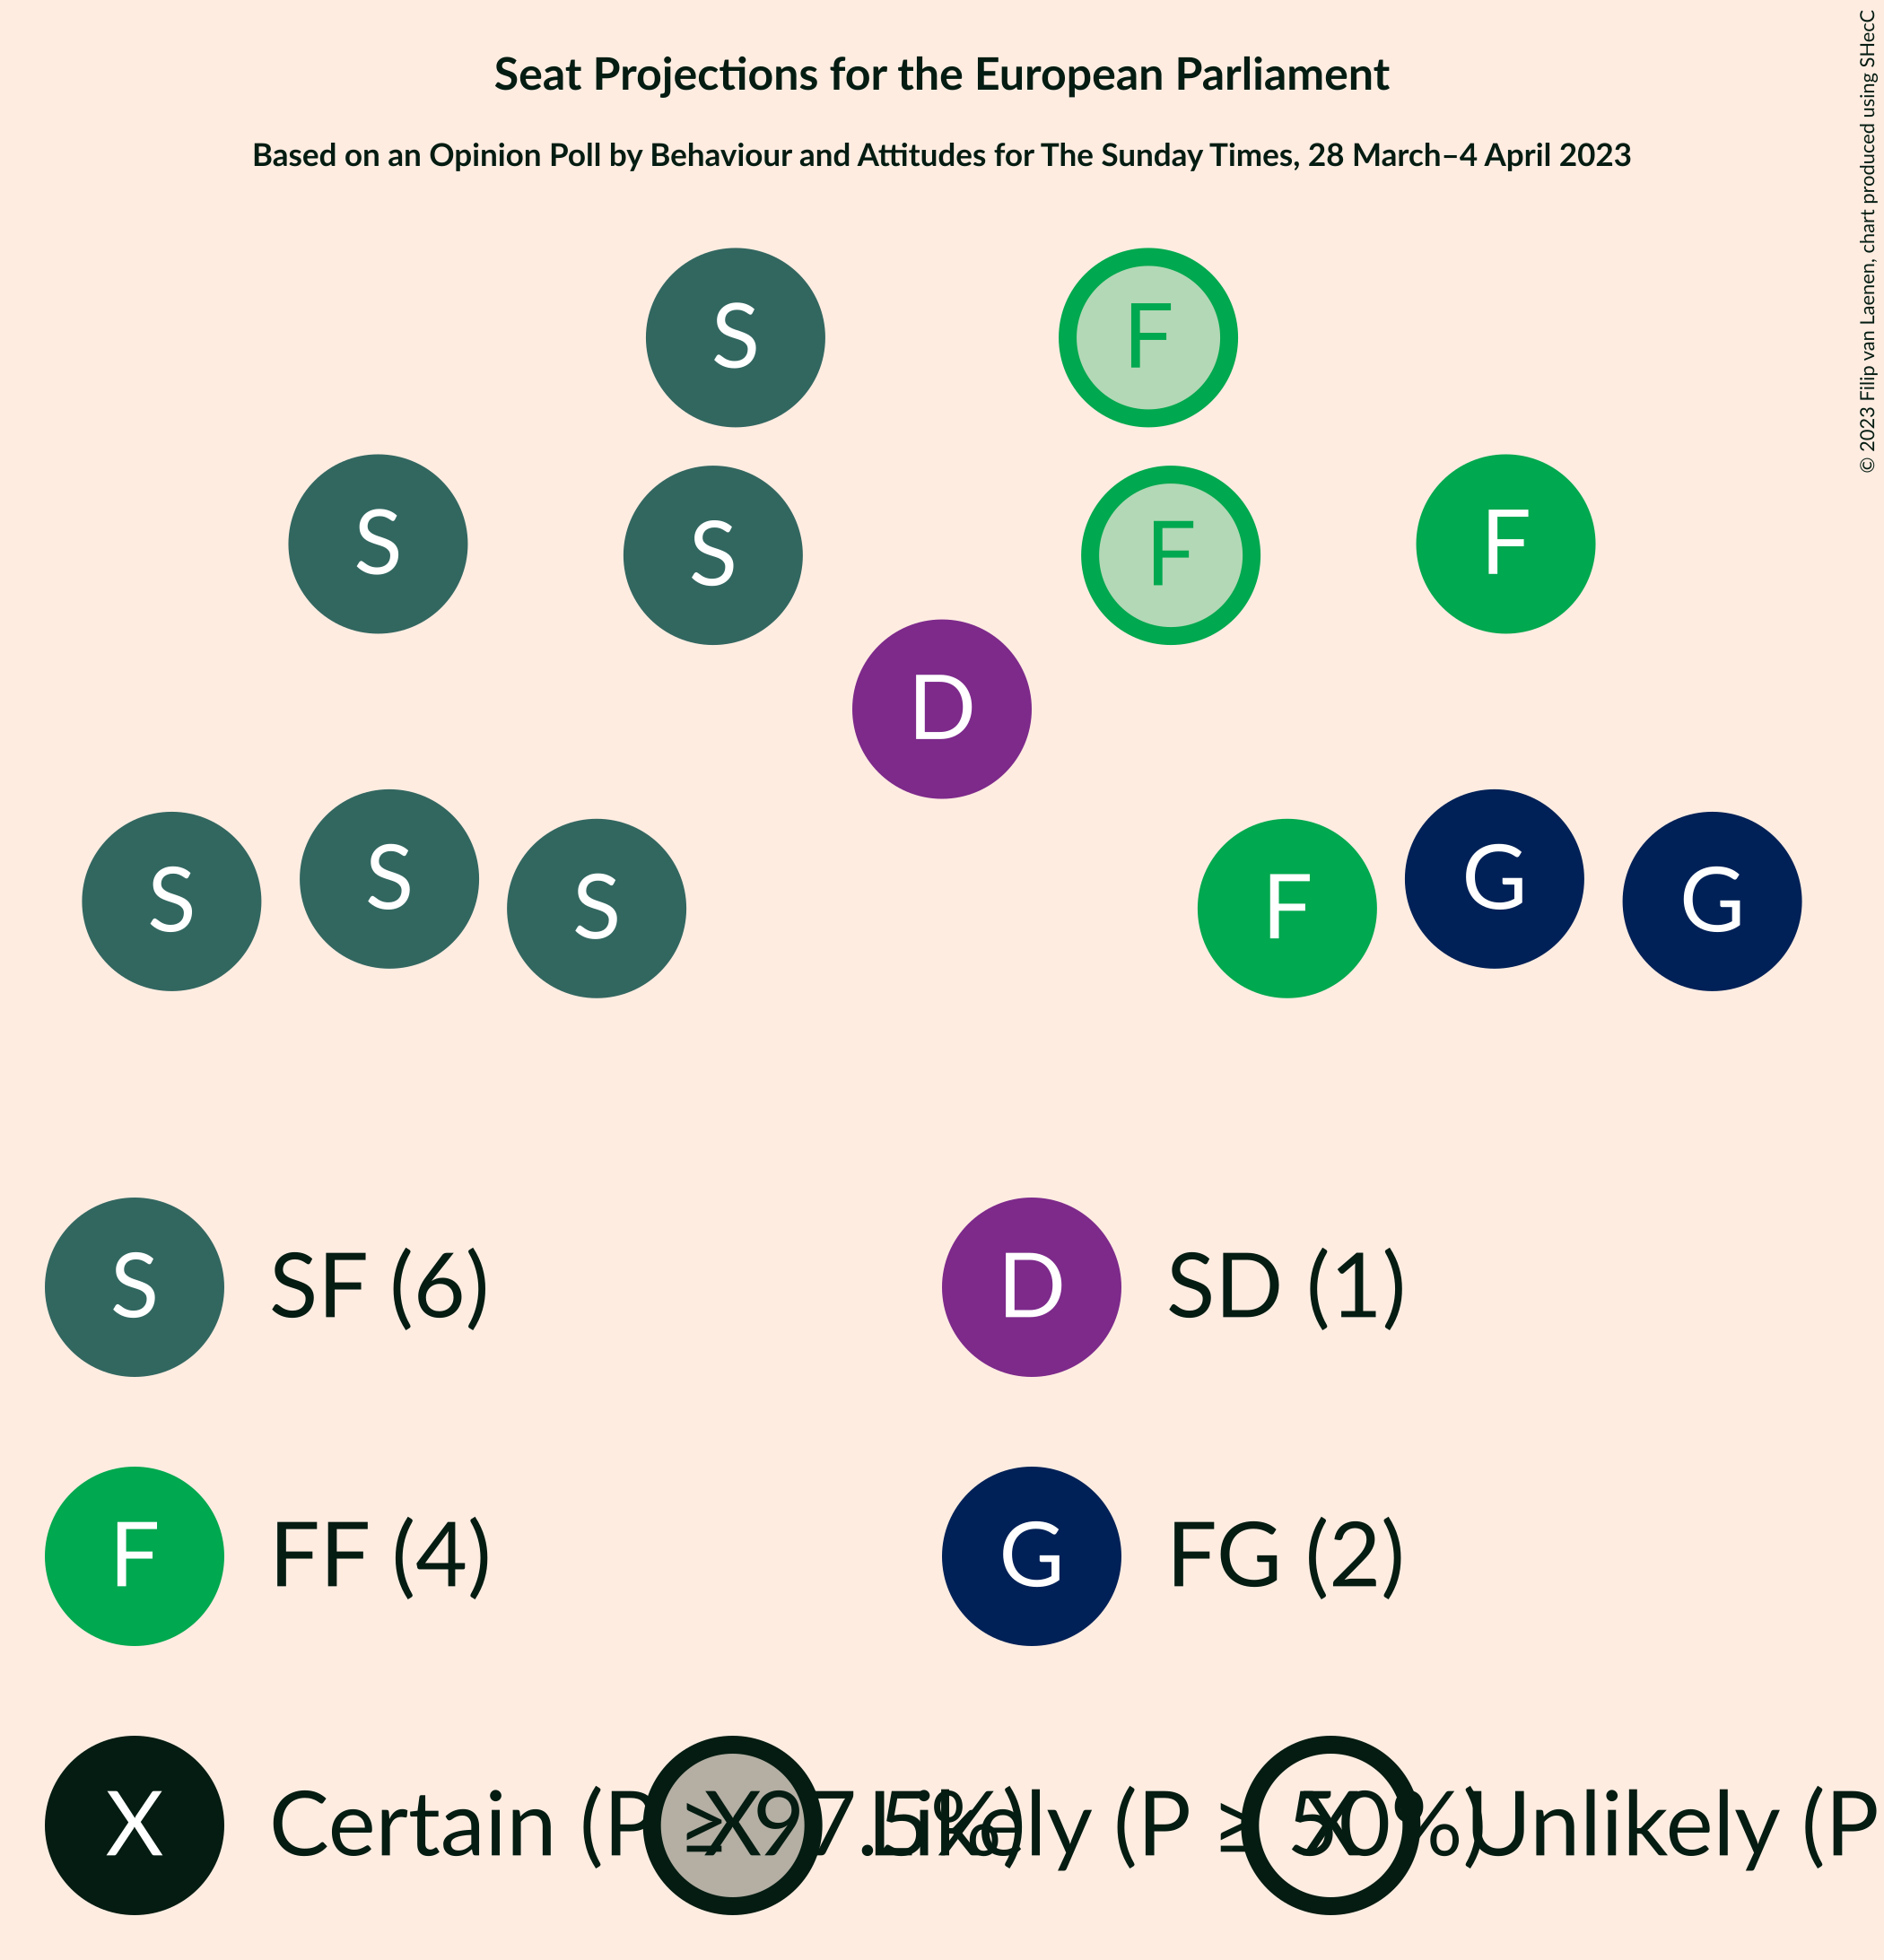 Seat Projections for the European Parliament
Based on an Opinion Poll by Behaviour and Attitudes for The Sunday Times, 28 March–4 April 2023
© 2023 Filip van Laenen, chart produced using SHecC
S F
S S F F
D
S S S F G G
S SF (6) D SD (1)
F FF (4) G FG (2)
X Certain (P ≥ 97.5%) X Likely (P ≥ 50%) X Unlikely (P